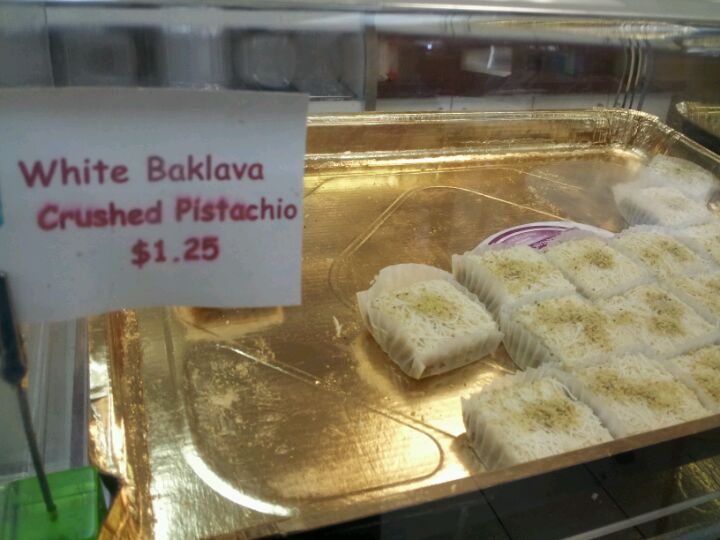 White Baklava
Crushed Pistachio
$1.25